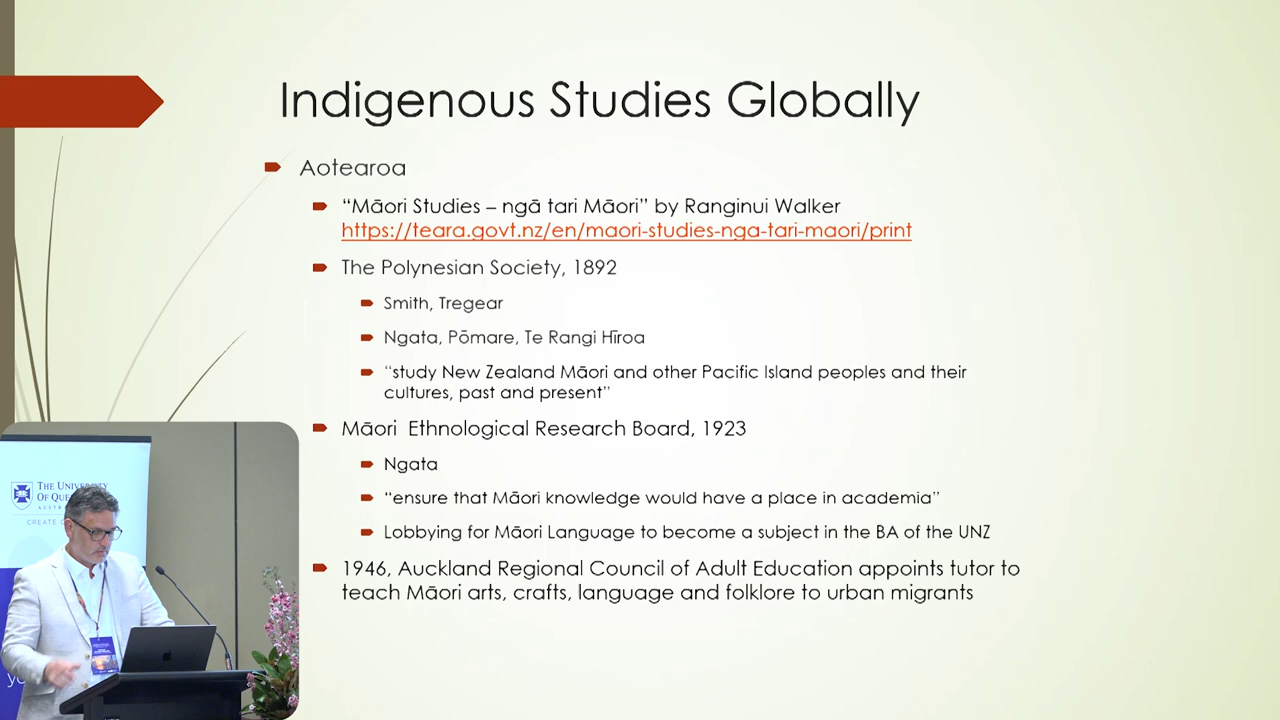 Indigenous Studies Globally
Aotearoa
“Māori Studies – ngā tari Māori” by Ranginui Walker
https://teara.govt.nz/en/maori-studies-nga-tari-maori/print
The Polynesian Society, 1892
Smith, Tregear
Ngata, Pōmare, Te Rangi Hīroa
“study New Zealand Māori and other Pacific Island peoples and their
cultures, past and present”
Māori  Ethnological Research Board, 1923
Ngata
“ensure that Māori knowledge would have a place in academia”
Lobbying for Māori Language to become a subject in the BA of the UNZ
1946, Auckland Regional Council of Adult Education appoints tutor to
teach Māori arts, crafts, language and folklore to urban migrants
THE
OF
CREATE